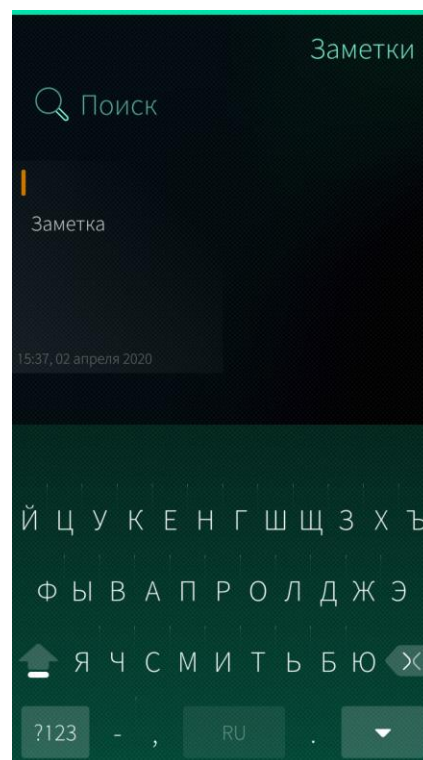 Заметки
Поиск
Заметка
15:37, 02 апреля 2020
Й Ц У К Е Н Г Ш Щ З Х Ъ
Ф Ы В А П Р О Л Д Ж Э
Я Ч С М И Т Ь Б Ю
?123 - , RU .